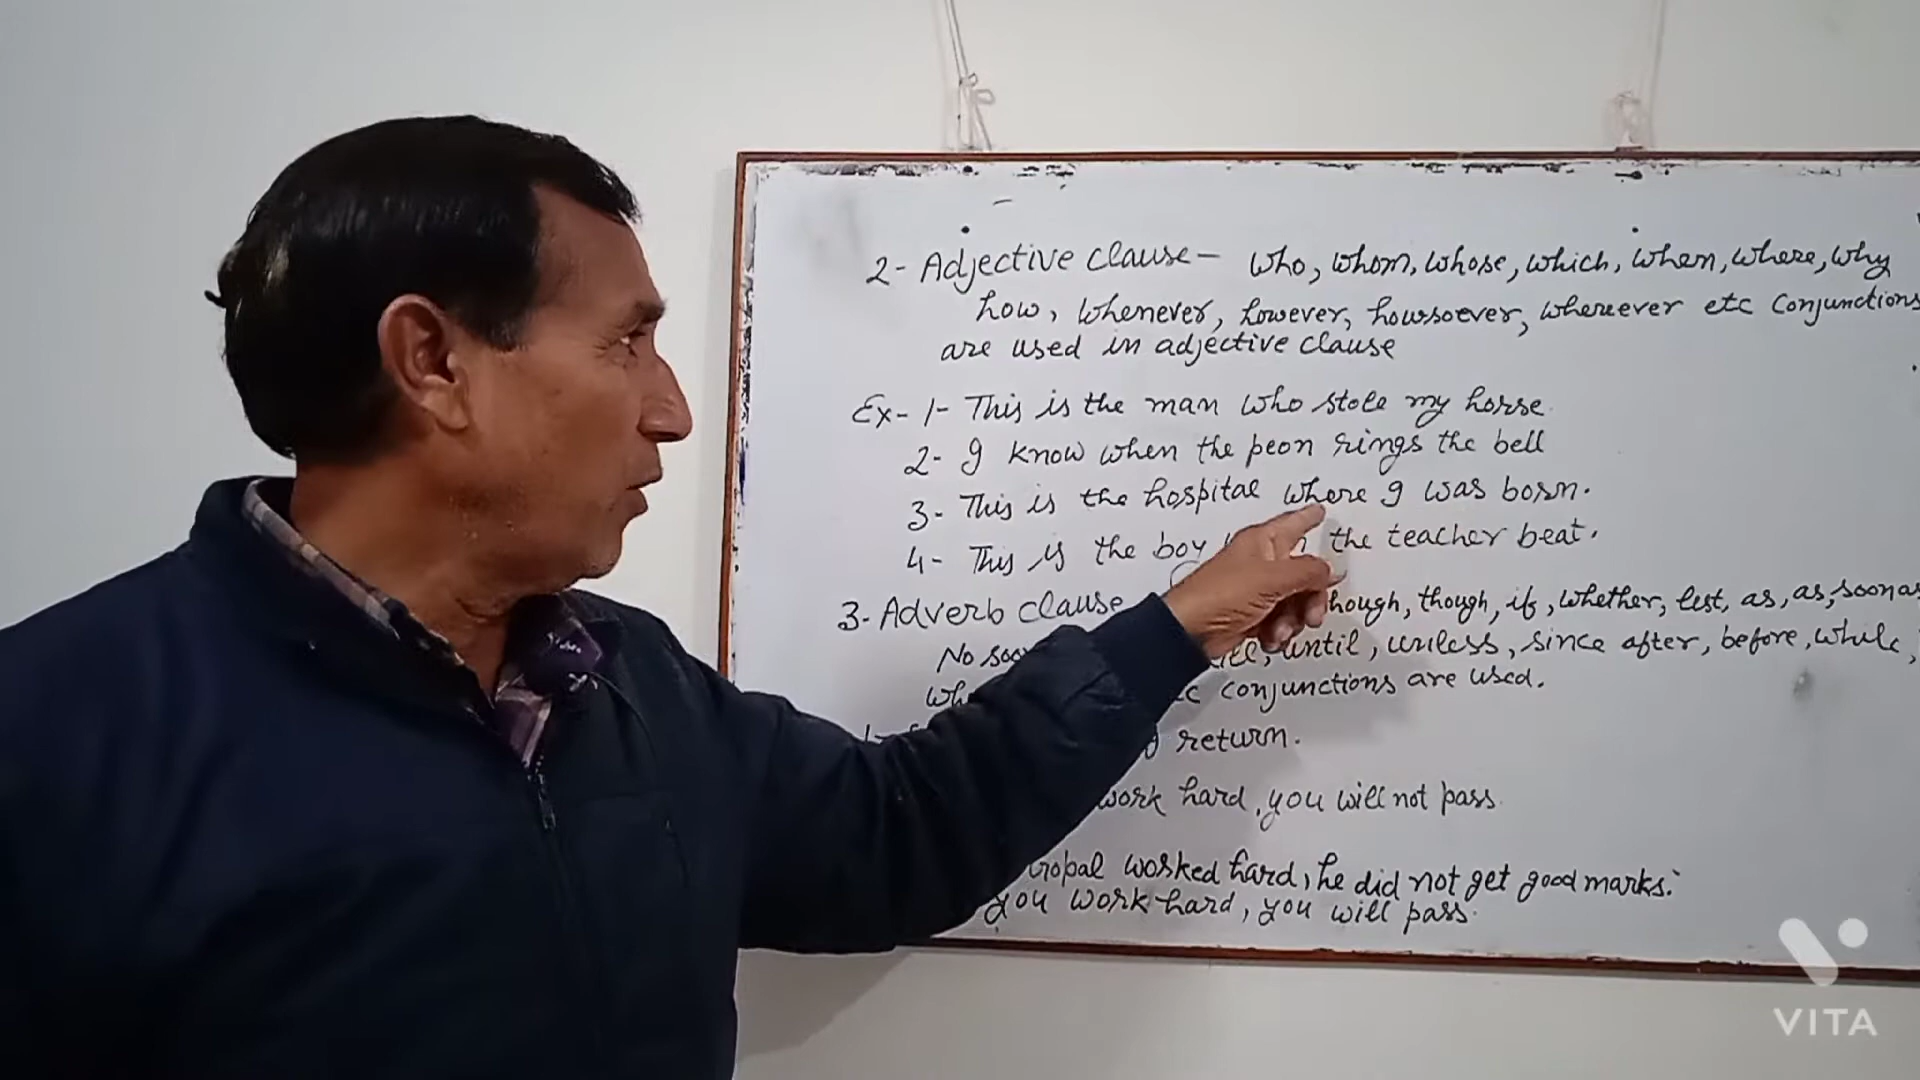 2- Adjective clause- who, whom, whose, which, when, where, why
how, whenever, however, howsoever, whereever etc conjunctions
are used in adjective clause
Ex- 1- This is the man who stole my horse.
2- I know when the peon rings the bell
3- This is the hospital where I was born.
4- This is the boy the teacher beat.
3- Adverb clause though, if, whether, lest, as, as, soon as
No until, unless, since after, before, while,
conjunctions are used.
return.
work hard, you will not pass.
Gopal worked hard, he did not get good marks.
you work hard, you will pass.
VITA